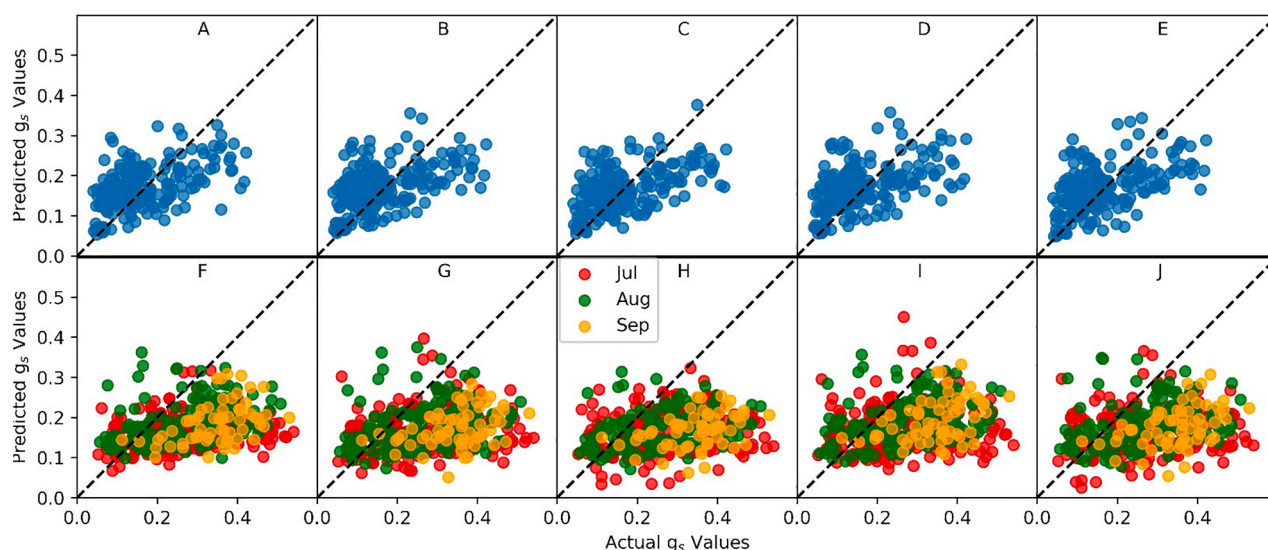 A B C D E
Predicted gₛ Values
0.5
0.4
0.3
0.2
0.1
0.0
F G H I J
Jul
Aug
Sep
Predicted gₛ Values
0.5
0.4
0.3
0.2
0.1
0.0
0.0 0.2 0.4 0.0 0.2 0.4 0.0 0.2 0.4 0.0 0.2 0.4 0.0 0.2 0.4
Actual gₛ Values